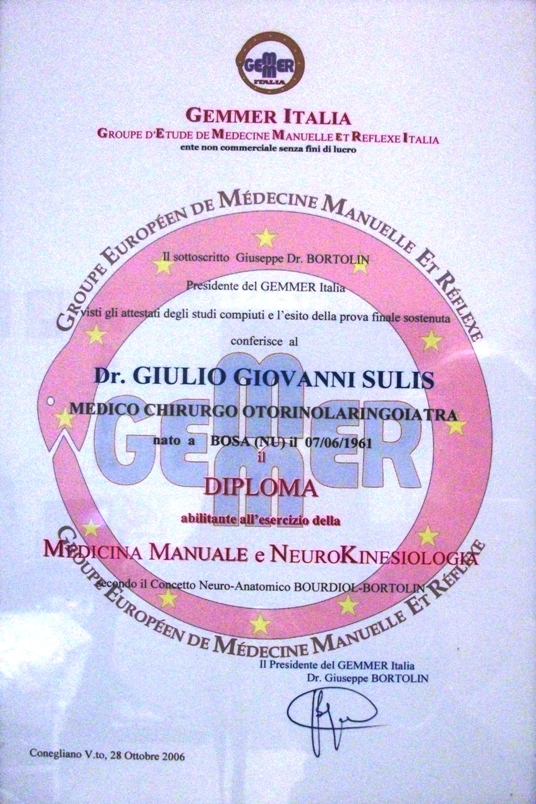 GEMMER
ITALIA
GEMMER ITALIA
GROUPE D'ETUDE DE MEDECINE MANUELLE ET REFLEXE ITALIA
ente non commerciale senza fini di lucro
GROUPE EUROPÉEN DE MÉDECINE MANUELLE ET RÉFLEXE
Il sottoscritto Giuseppe Dr. BORTOLIN
Presidente del GEMMER Italia
visti gli attestati degli studi compiuti e l'esito della prova finale sostenuta
conferisce al
Dr. GIULIO GIOVANNI SULIS
MEDICO CHIRURGO OTORINOLARINGOIATRA
GEMMER
nato a BOSA (NU) il 07/06/1961
il
DIPLOMA
abilitante all'esercizio della
MEDICINA MANUALE e NEUROKINESIOLOGIA
secondo il Concetto Neuro-Anatomico BOURDIOL-BORTOLIN
GROUPE EUROPÉEN DE MÉDECINE MANUELLE ET RÉFLEXE
Il Presidente del GEMMER Italia
Dr. Giuseppe BORTOLIN
Conegliano V.to, 28 Ottobre 2006